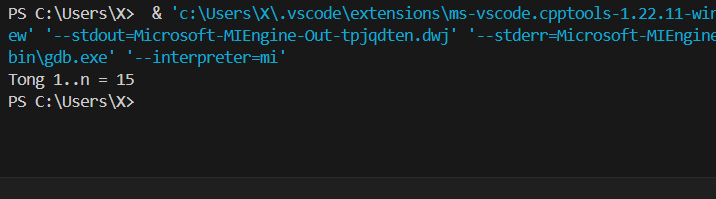 PS C:\Users\X>  & 'c:\Users\X\.vscode\extensions\ms-vscode.cpptools-1.22.11-win
ew' '--stdout=Microsoft-MIEngine-Out-tpjqdten.dwj' '--stderr=Microsoft-MIEngine
bin\gdb.exe' '--interpreter=mi'
Tong 1..n = 15
PS C:\Users\X>